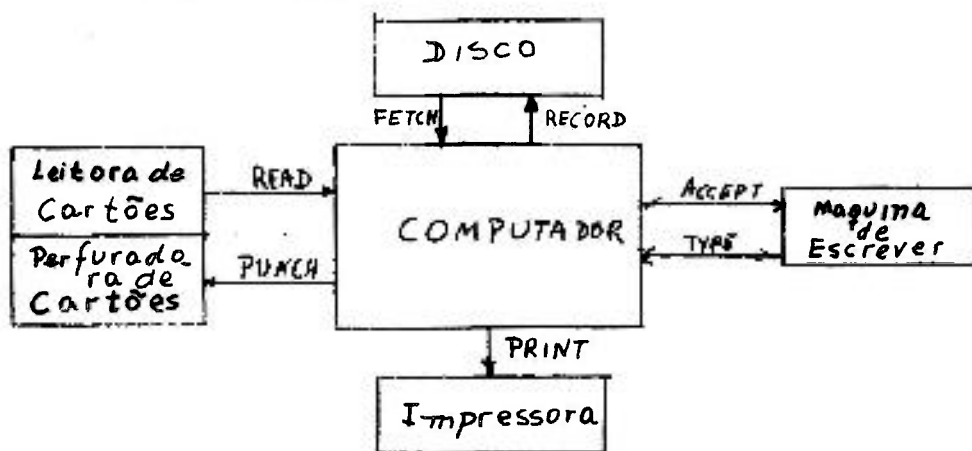 DISCO
FETCH
RECORD
Leitora de
Cartões
READ
COMPUTADOR
ACCEPT
Maquina
de
Escrever
TYPE
Perfurado
ra de
Cartões
PUNCH
PRINT
Impressora